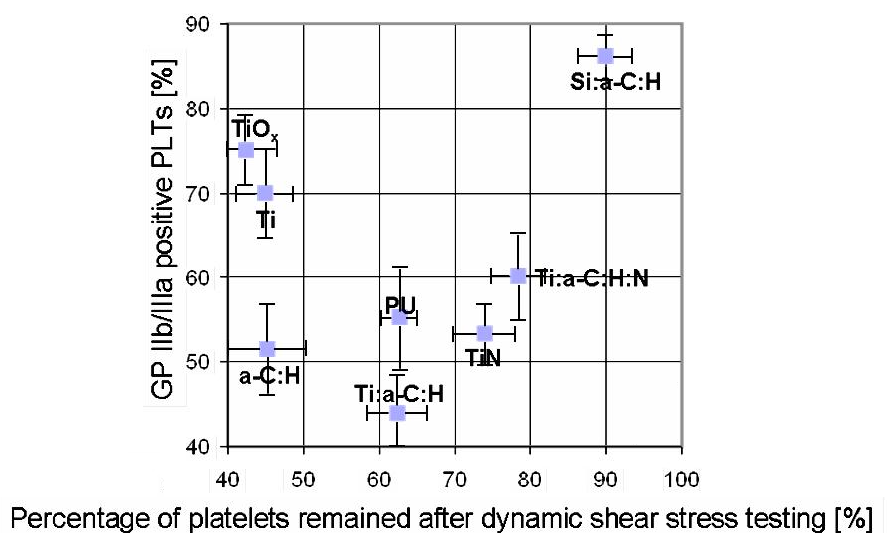 GP IIb/IIIa positive PLTs [%]
90
80
70
60
50
40
Si:a-C:H
TiOx
Ti
Ti:a-C:H:N
PU
TiN
a-C:H
Ti:a-C:H
40 50 60 70 80 90 100
Percentage of platelets remained after dynamic shear stress testing [%]